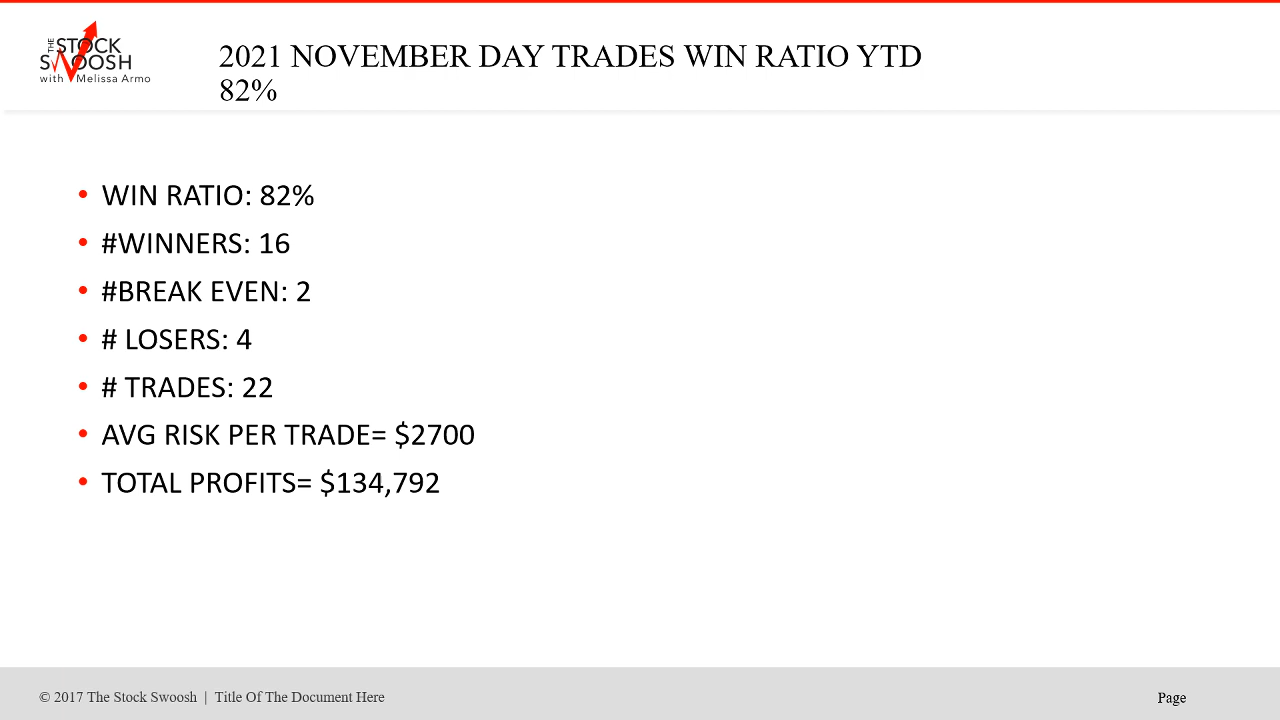 THE STOCK
SWOOSH
with Melissa Armo
2021 NOVEMBER DAY TRADES WIN RATIO YTD
82%
• WIN RATIO: 82%
• #WINNERS: 16
• #BREAK EVEN: 2
• # LOSERS: 4
• # TRADES: 22
• AVG RISK PER TRADE= $2700
• TOTAL PROFITS= $134,792
© 2017 The Stock Swoosh | Title Of The Document Here
Page